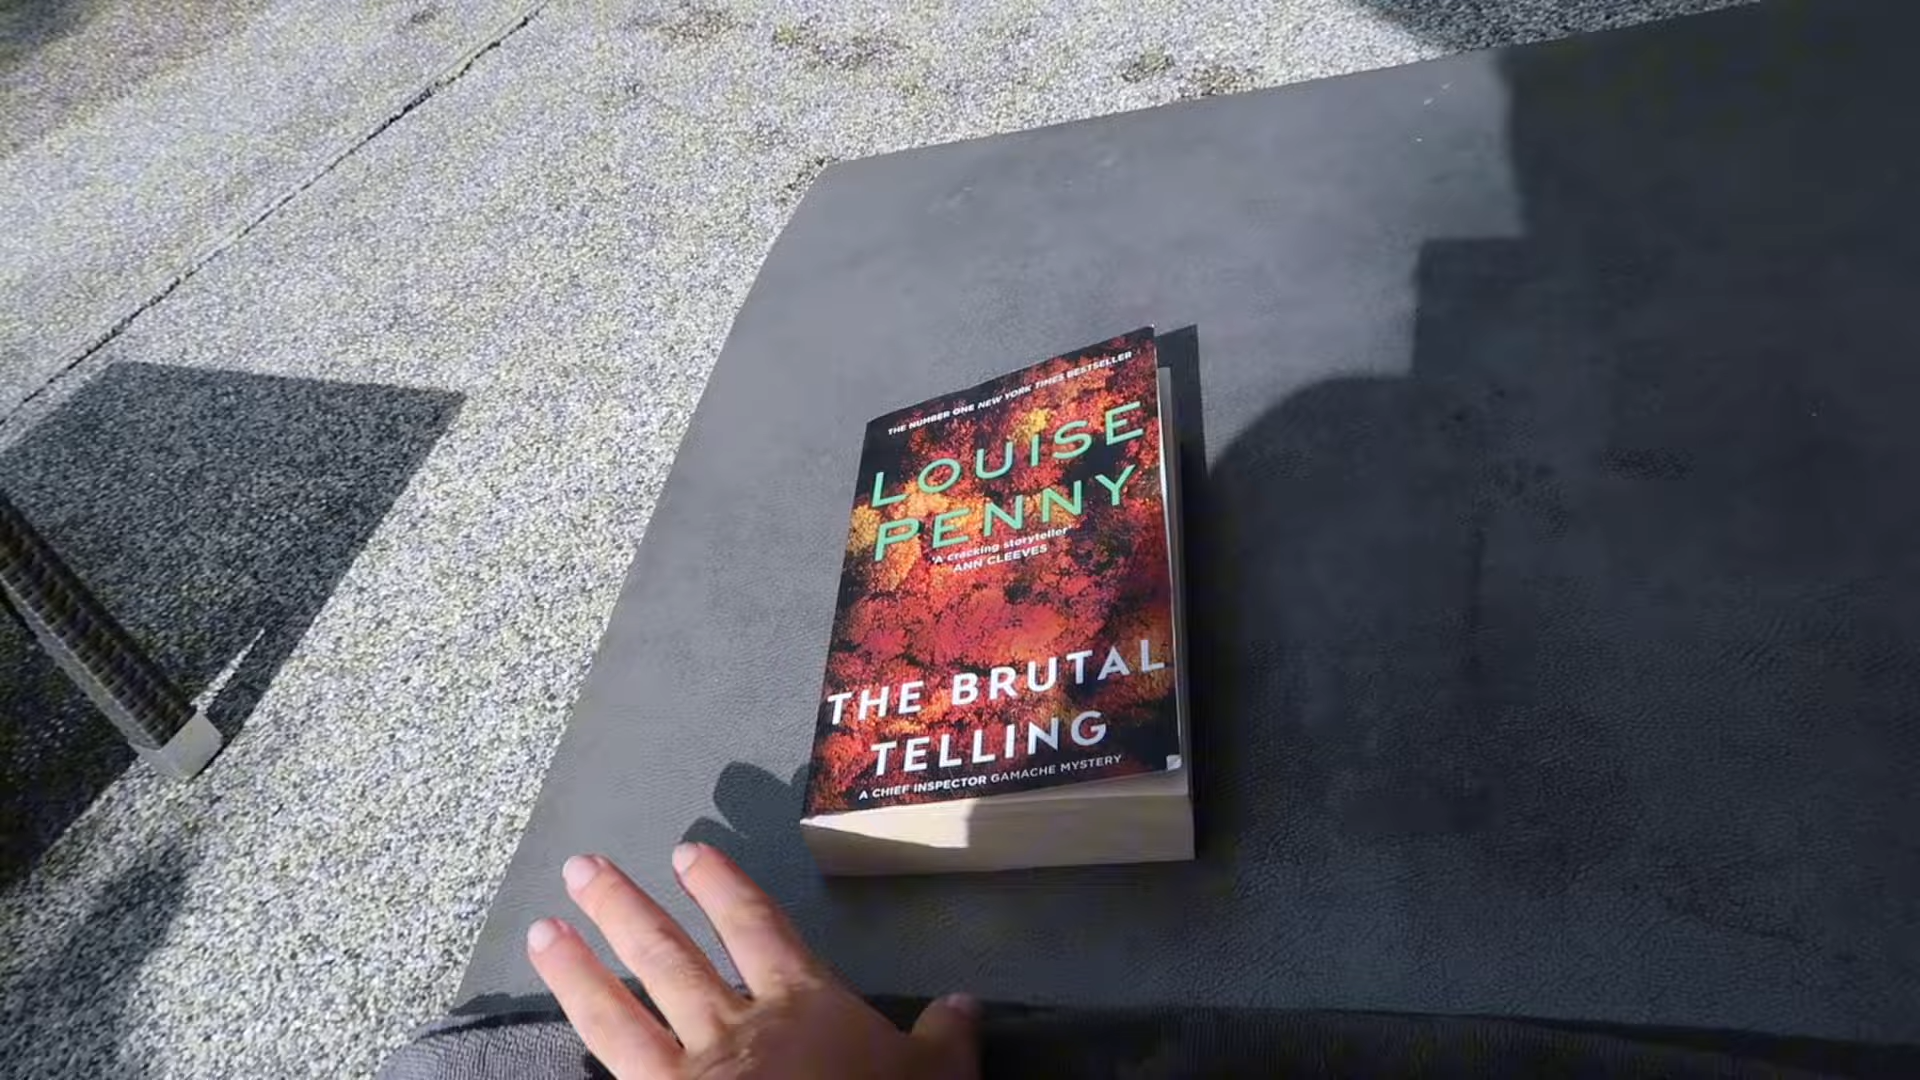 THE NUMBER ONE NEW YORK TIMES BESTSELLER
LOUISE
PENNY
'A cracking storyteller'
ANN CLEEVES
THE BRUTAL
TELLING
A CHIEF INSPECTOR GAMACHE MYSTERY